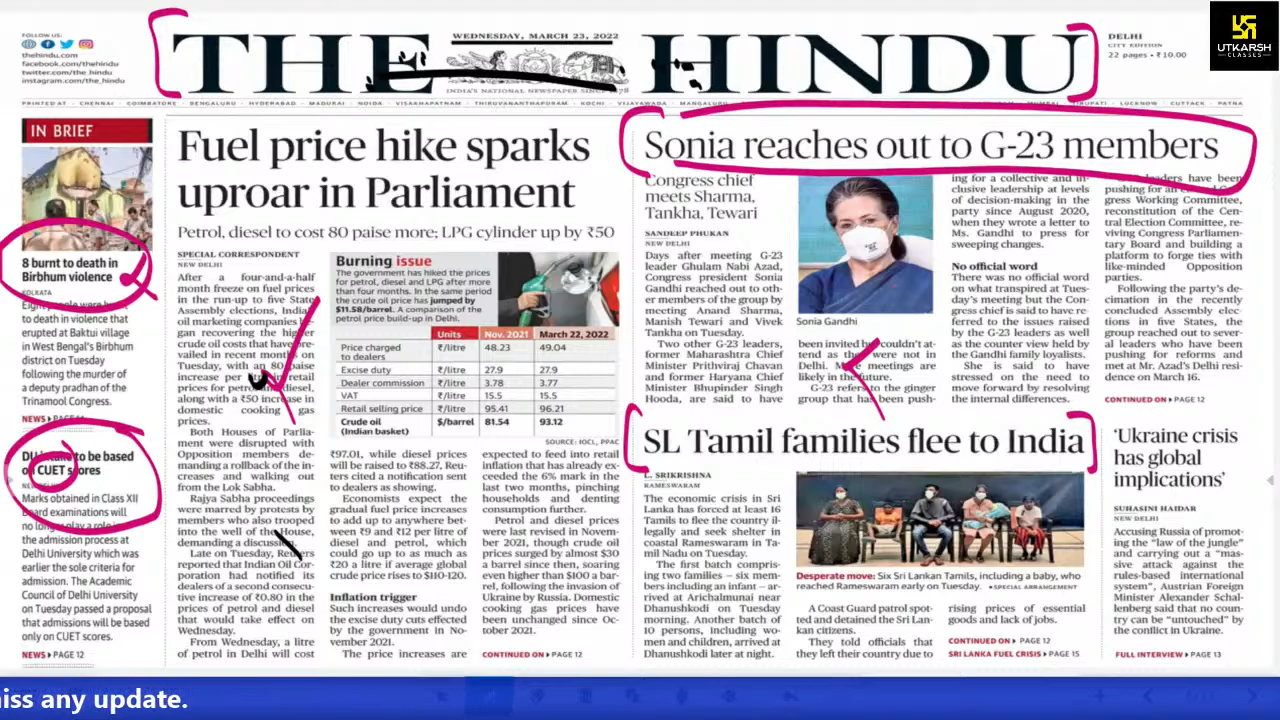 FOLLOW US:
thehindu.com
facebook.com/thehindu
twitter.com/the_hindu
instagram.com/the_hindu
WEDNESDAY, MARCH 23, 2022
THE HINDU
INDIA'S NATIONAL NEWSPAPER SINCE 1878
DELHI
CITY EDITION
22 pages • ₹10.00
UTKARSH
CLASSES
PRINTED AT • CHENNAI • COIMBATORE • BENGALURU • HYDERABAD • MADURAI • NOIDA • VISAKHAPATNAM • THIRUVANANTHAPURAM • KOCHI • VIJAYAWADA • MANGALURU • MUMBAI • TIRUPATI • LUCKNOW • CUTTACK • PATNA
IN BRIEF
8 burnt to death in
Birbhum violence
KOLKATA
Eight people were burnt
to death in violence that
erupted at Baktui village
in West Bengal's Birbhum
district on Tuesday
following the murder of
a deputy pradhan of the
Trinamool Congress.
NEWS
to be based
on CUET scores
Marks obtained in Class XII
Board examinations will
no longer play a role in
the admission process at
Delhi University which was
earlier the sole criteria for
admission. The Academic
Council of Delhi University
on Tuesday passed a proposal
that admissions will be based
only on CUET scores.
NEWS PAGE 12
Fuel price hike sparks
uproar in Parliament
Petrol, diesel to cost 80 paise more; LPG cylinder up by ₹50
SPECIAL CORRESPONDENT
NEW DELHI
After a four-and-a-half
month freeze on fuel prices
in the run-up to five State
Assembly elections, Indian
oil marketing companies began
recovering the higher
crude oil costs that have prevailed
in recent months on
Tuesday, with an 80 paise
increase per litre in retail
prices for petrol and diesel,
along with a ₹50 increase in
domestic cooking gas
prices.
Both Houses of Parlia-
ment were disrupted with
Opposition members de-
manding a rollback of the in-
creases and walking out
from the Lok Sabha.
Rajya Sabha proceedings
were marred by protests by
members who also trooped
into the well of the House,
demanding a discussion.
Late on Tuesday, Reuters
reported that Indian Oil Cor-
poration had notified its
dealers of a second consecu-
tive increase of ₹0.80 in the
prices of petrol and diesel
that would take effect on
Wednesday.
From Wednesday, a litre
of petrol in Delhi will cost
Burning issue
The government has hiked the prices
for petrol, diesel and LPG after more
than four months. In the same period
the crude oil price has jumped by
$11.58/barrel. A comparison of the
petrol price build-up in Delhi.
Units Nov. 2021 March 22, 2022
Price charged
to dealers ₹/litre 48.23 49.04
Excise duty ₹/litre 27.9 27.9
Dealer commission ₹/litre 3.78 3.77
VAT ₹/litre 15.5 15.5
Retail selling price ₹/litre 95.41 96.21
Crude oil
(Indian basket) $/barrel 81.54 93.12
SOURCE: IOCL, PPAC
₹97.01, while diesel prices
will be raised to ₹88.27, Reu-
ters cited a notification sent
to dealers as showing.
Economists expect the
gradual fuel price increases
to add up to anywhere bet-
ween ₹9 and ₹12 per litre of
diesel and petrol, which
could go up to as much as
₹20 a litre if average global
crude price rises to $110-120.
Inflation trigger
Such increases would undo
the excise duty cuts effected
by the government in No-
vember 2021.
The price increases are
expected to feed into retail
inflation that has already ex-
ceeded the 6% mark in the
last two months, pinching
households and denting
consumption further.
Petrol and diesel prices
were last revised in Novem-
ber 2021, though crude oil
prices surged by almost $30
a barrel since then, soaring
even higher than $100 a bar-
rel, following the invasion of
Ukraine by Russia. Domestic
cooking gas prices have
been unchanged since Oc-
tober 2021.
CONTINUED ON PAGE 12
Sonia reaches out to G-23 members
Congress chief
meets Sharma,
Tankha, Tewari
SANDEEP PHUKAN
NEW DELHI
Days after meeting G-23
leader Ghulam Nabi Azad,
Congress president Sonia
Gandhi reached out to oth-
er members of the group by
meeting Anand Sharma,
Manish Tewari and Vivek
Tankha on Tuesday.
Two other G-23 leaders,
former Maharashtra Chief
Minister Prithviraj Chavan
and former Haryana Chief
Minister Bhupinder Singh
Hooda, are said to have
Sonia Gandhi
been invited but couldn't at-
tend as they were not in
Delhi. More meetings are
likely in the future.
G-23 refers to the ginger
group that has been push-
ing for a collective and in-
clusive leadership at levels
of decision-making in the
party since August 2020,
when they wrote a letter to
Ms. Gandhi to press for
sweeping changes.
No official word
There was no official word
on what transpired at Tues-
day's meeting but the Con-
gress chief is said to have re-
ferred to the issues raised
by the G-23 leaders as well
as the counter view held by
the Gandhi family loyalists.
She is said to have
stressed on the need to
move forward by resolving
the internal differences.
leaders have been
pushing for an Con-
gress Working Committee,
reconstitution of the Cen-
tral Election Committee, re-
viving Congress Parliamen-
tary Board and building a
platform to forge ties with
like-minded Opposition
parties.
Following the party's de-
cimation in the recently
concluded Assembly elec-
tions in five States, the
group reached out to sever-
al leaders who have been
pushing for reforms and
met at Mr. Azad's Delhi resi-
dence on March 16.
CONTINUED ON PAGE 12
SL Tamil families flee to India
L. SRIKRISHNA
RAMESWARAM
The economic crisis in Sri
Lanka has forced at least 16
Tamils to flee the country il-
legally and seek shelter in
coastal Rameswaram in Ta-
mil Nadu on Tuesday.
The first batch compris-
ing two families – six mem-
bers including an infant – ar-
rived at Arichalmunai near
Dhanushkodi on Tuesday
morning. Another batch of
10 persons, including wo-
men and children, arrived at
Dhanushkodi later at night.
Desperate move: Six Sri Lankan Tamils, including a baby, who
reached Rameswaram early on Tuesday. • SPECIAL ARRANGEMENT
A Coast Guard patrol spot-
ted and detained the Sri Lan-
kan citizens.
They told officials that
they left their country due to
rising prices of essential
goods and lack of jobs.
CONTINUED ON PAGE 12
SRI LANKA FUEL CRISIS PAGE 15
'Ukraine crisis
has global
implications'
SUHASINI HAIDAR
NEW DELHI
Accusing Russia of promot-
ing the "law of the jungle"
and carrying out a "mas-
sive attack against the
rules-based international
system", Austrian Foreign
Minister Alexander Schal-
lenberg said that no coun-
try can be "untouched" by
the conflict in Ukraine.
FULL INTERVIEW PAGE 13
iss any update.